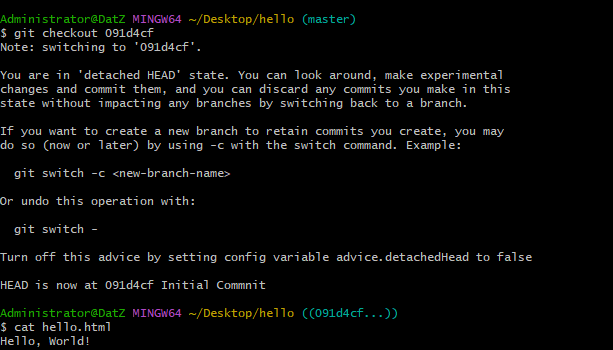 Administrator@DatZ MINGW64 ~/Desktop/hello (master)
$ git checkout 091d4cf
Note: switching to '091d4cf'.
You are in 'detached HEAD' state. You can look around, make experimental
changes and commit them, and you can discard any commits you make in this
state without impacting any branches by switching back to a branch.
If you want to create a new branch to retain commits you create, you may
do so (now or later) by using -c with the switch command. Example:
git switch -c <new-branch-name>
Or undo this operation with:
git switch -
Turn off this advice by setting config variable advice.detachedHead to false
HEAD is now at 091d4cf Initial Commnit
Administrator@DatZ MINGW64 ~/Desktop/hello ((091d4cf...))
$ cat hello.html
Hello, World!